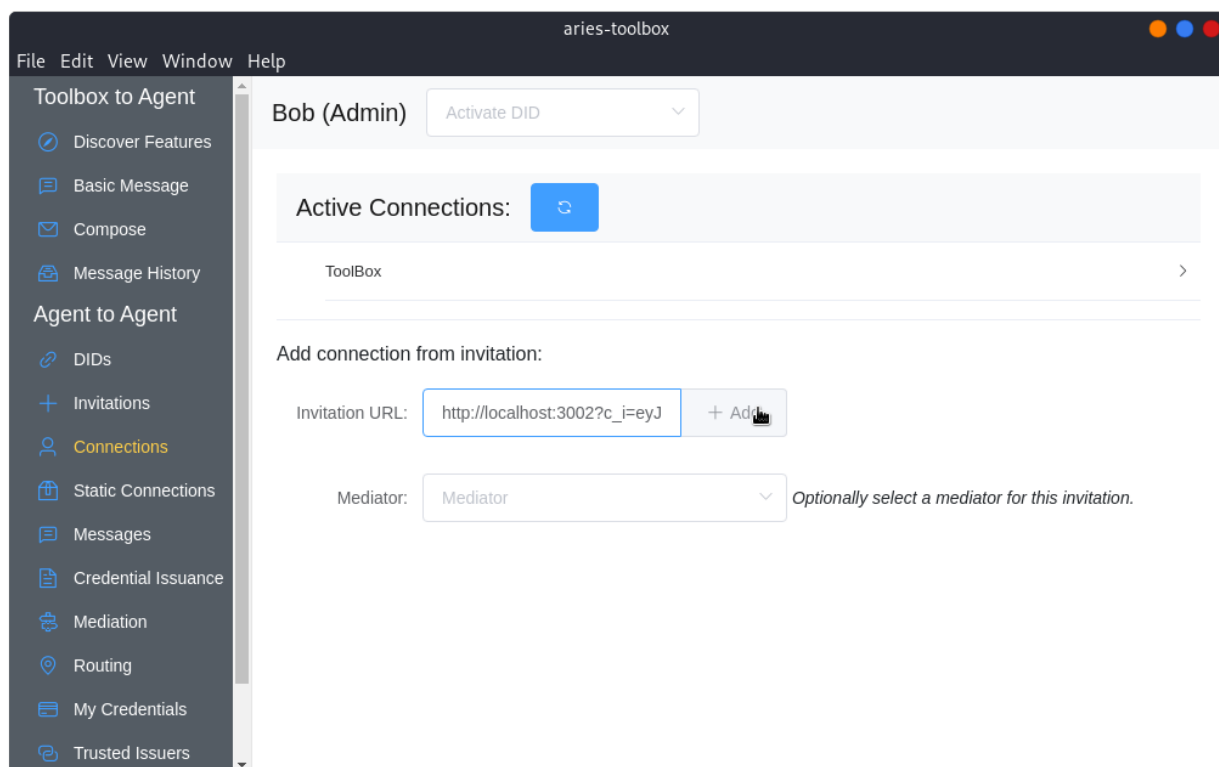 aries-toolbox
File Edit View Window Help
Toolbox to Agent
Discover Features
Basic Message
Compose
Message History
Agent to Agent
DIDs
Invitations
Connections
Static Connections
Messages
Credential Issuance
Mediation
Routing
My Credentials
Trusted Issuers
Bob (Admin) Activate DID
Active Connections:
ToolBox
Add connection from invitation:
Invitation URL: http://localhost:3002?c_i=eyJ + Add
Mediator: Mediator Optionally select a mediator for this invitation.